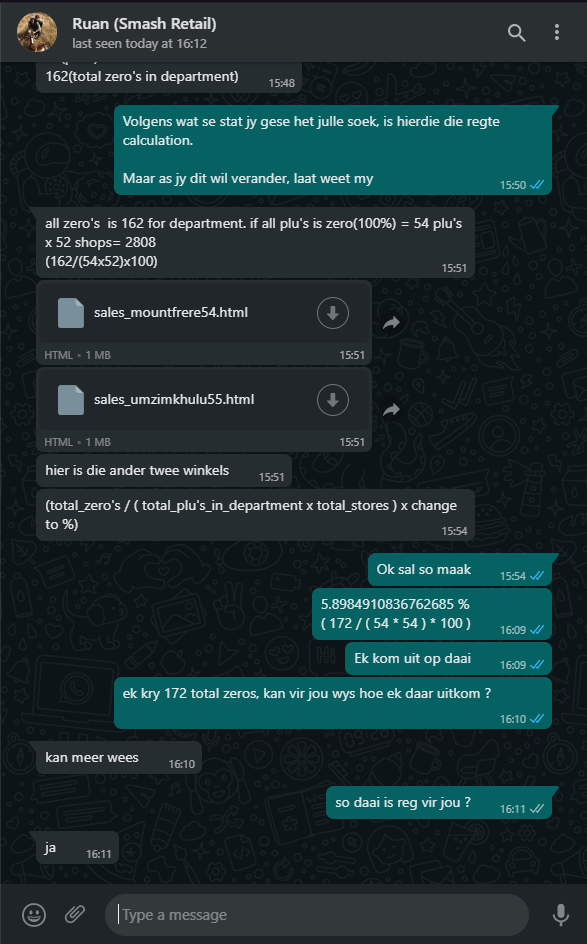 Ruan (Smash Retail)
last seen today at 16:12
162(total zero's in department)
15:48
Volgens wat se stat jy gese het julle soek, is hierdie die regte
calculation.
Maar as jy dit wil verander, laat weet my
15:50
all zero's is 162 for department. if all plu's is zero(100%) = 54 plu's
x 52 shops= 2808
(162/(54x52)x100)
15:51
sales_mountfrere54.html
HTML • 1 MB
15:51
sales_umzimkhulu55.html
HTML • 1 MB
15:51
hier is die ander twee winkels
15:51
(total_zero's / ( total_plu's_in_department x total_stores ) x change
to %)
15:54
Ok sal so maak
15:54
5.8984910836762685 %
( 172 / ( 54 * 54 ) * 100 )
16:09
Ek kom uit op daai
16:09
ek kry 172 total zeros, kan vir jou wys hoe ek daar uitkom ?
16:10
kan meer wees
16:10
so daai is reg vir jou ?
16:11
ja
16:11
Type a message